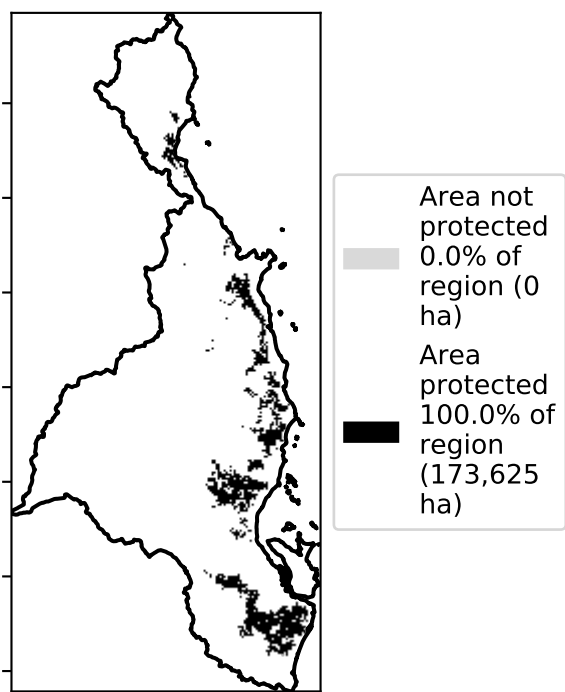 Area not
protected
0.0% of
region (0
ha)
Area
protected
100.0% of
region
(173,625
ha)